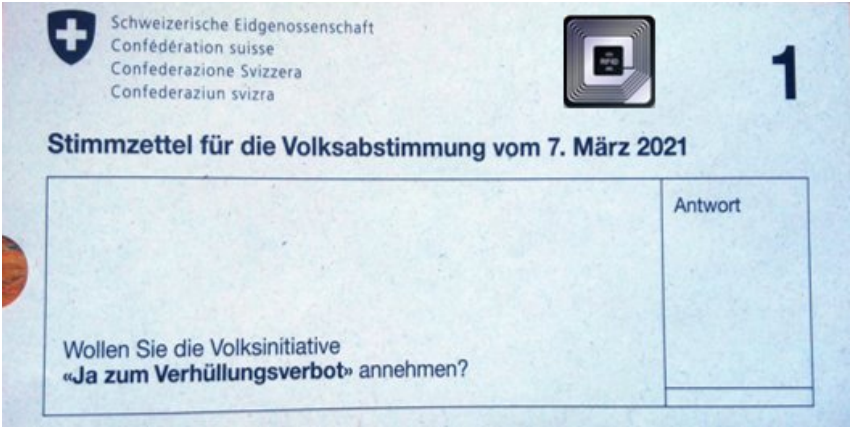 Schweizerische Eidgenossenschaft
Confédération suisse
Confederazione Svizzera
Confederaziun svizra
RFID
1
Stimmzettel für die Volksabstimmung vom 7. März 2021
Antwort
Wollen Sie die Volksinitiative
«Ja zum Verhüllungsverbot» annehmen?